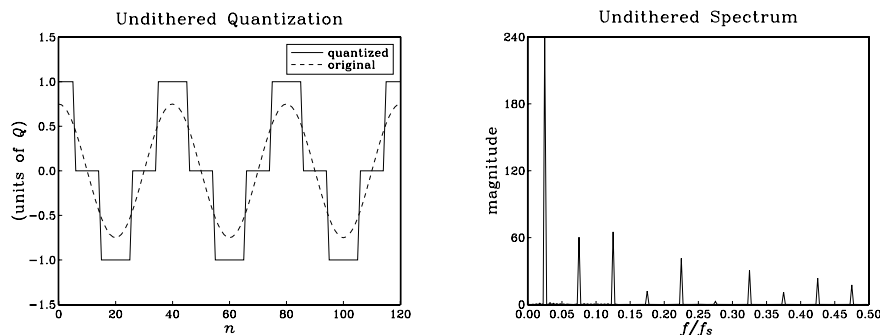 Undithered Quantization
1.5
1.0
0.5
0.0
−0.5
−1.0
−1.5
(units of Q)
quantized
original
0 20 40 60 80 100 120
n
Undithered Spectrum
240
180
120
60
0
magnitude
0.00 0.05 0.10 0.15 0.20 0.25 0.30 0.35 0.40 0.45 0.50
f/fs